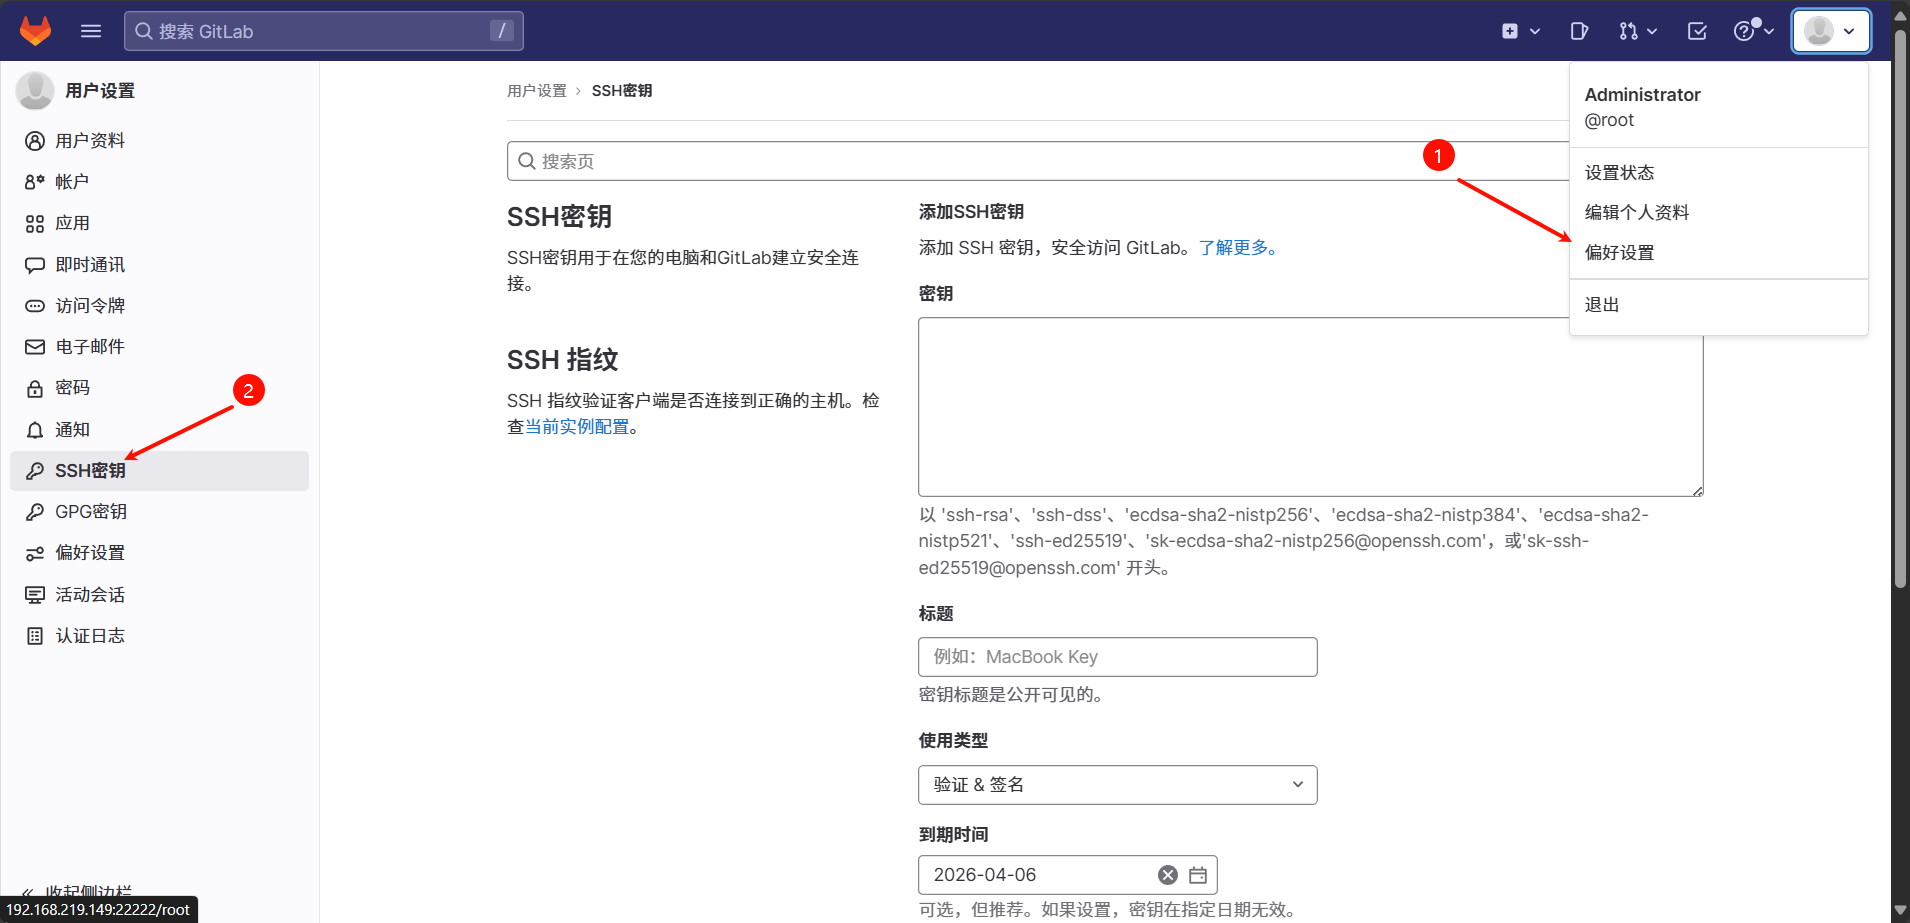 搜索 GitLab
/
用户设置
用户资料
帐户
应用
即时通讯
访问令牌
电子邮件
密码
2
通知
SSH密钥
GPG密钥
偏好设置
活动会话
认证日志
收起侧边栏
192.168.219.149:22222/root
用户设置 › SSH密钥
搜索页
SSH密钥
SSH密钥用于在您的电脑和GitLab建立安全连
接。
SSH 指纹
SSH 指纹验证客户端是否连接到正确的主机。检
查当前实例配置。
添加SSH密钥
添加 SSH 密钥，安全访问 GitLab。了解更多。
密钥
以 'ssh-rsa'、'ssh-dss'、'ecdsa-sha2-nistp256'、'ecdsa-sha2-nistp384'、'ecdsa-sha2-
nistp521'、'ssh-ed25519'、'sk-ecdsa-sha2-nistp256@openssh.com'，或'sk-ssh-
ed25519@openssh.com' 开头。
标题
例如：MacBook Key
密钥标题是公开可见的。
使用类型
验证 & 签名
到期时间
2026-04-06
可选，但推荐。如果设置，密钥在指定日期无效。
1
Administrator
@root
设置状态
编辑个人资料
偏好设置
退出